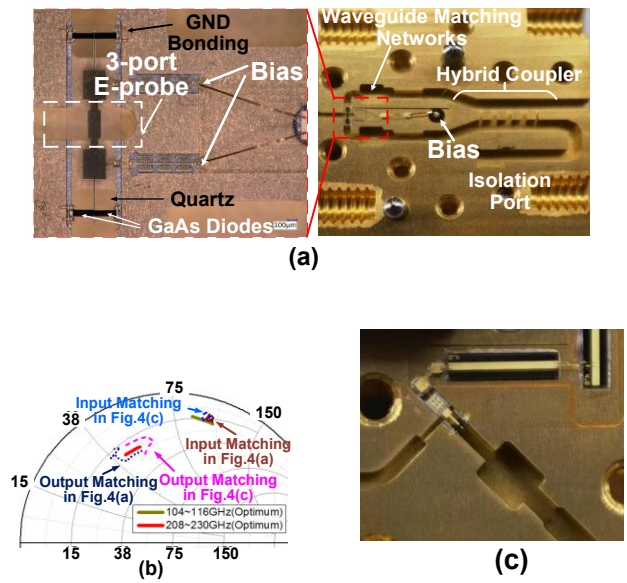 GND
Bonding
3-port
E-probe
Bias
Quartz
GaAs Diodes
100μm
Waveguide Matching
Networks
Hybrid Coupler
Bias
Isolation
Port
(a)
75
38
150
15
Input Matching
in Fig.4(c)
Input Matching
in Fig.4(a)
Output Matching
in Fig.4(a)
Output Matching
in Fig.4(c)
104~116GHz(Optimum)
208~230GHz(Optimum)
15 38 75 150
(b)
(c)